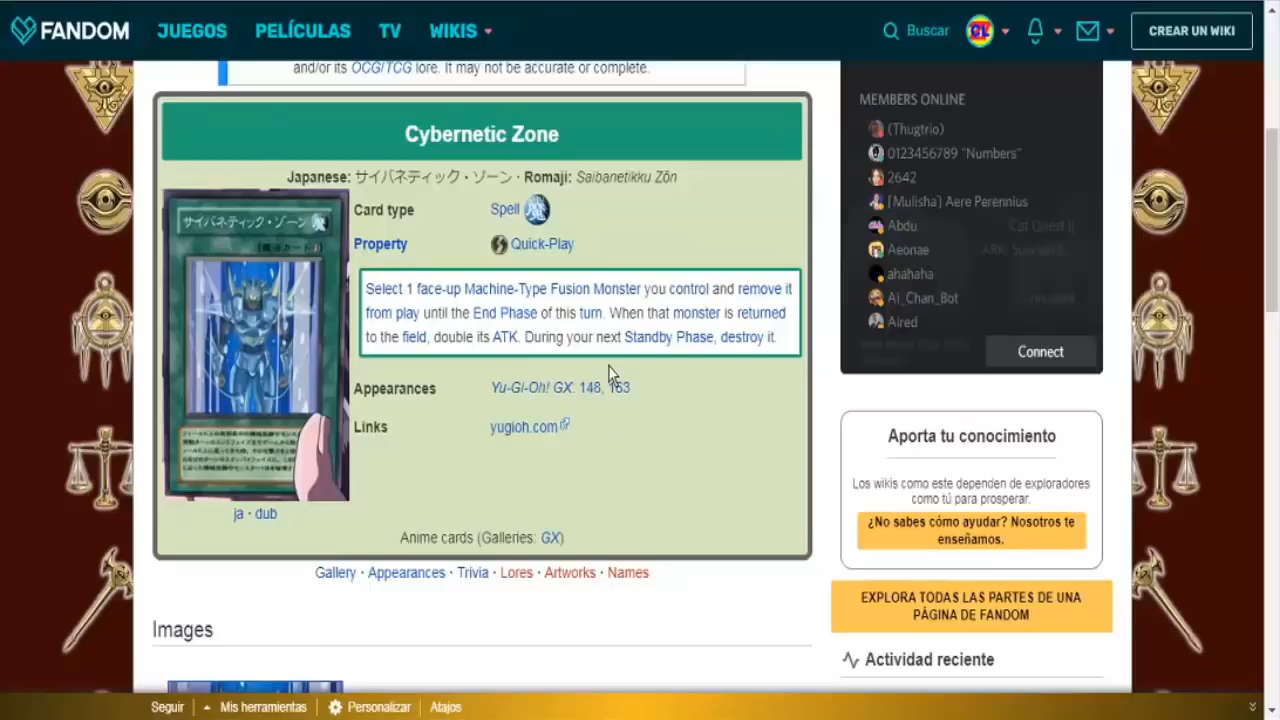 FANDOM JUEGOS PELÍCULAS TV WIKIS Buscar CREAR UN WIKI
and/or its OCG/TCG lore. It may not be accurate or complete.
Cybernetic Zone
Japanese: サイバネティック・ゾーン · Romaji: Saibanetikku Zōn
サイバネティック・ゾーン
Card type Spell
Property Quick-Play
Select 1 face-up Machine-Type Fusion Monster you control and remove it
from play until the End Phase of this turn. When that monster is returned
to the field, double its ATK. During your next Standby Phase, destroy it.
Appearances Yu-Gi-Oh! GX: 148, 163
Links yugioh.com
ja · dub
Anime cards (Galleries: GX)
Gallery · Appearances · Trivia · Lores · Artworks · Names
Images
MEMBERS ONLINE
(Thugtrio)
0123456789 "Numbers"
2642
[Mulisha] Aere Perennius
Abdu
Aeonae
ahahaha
Ai_Chan_Bot
Aired
Connect
Aporta tu conocimiento
Los wikis como este dependen de exploradores
como tú para prosperar.
¿No sabes cómo ayudar? Nosotros te
enseñamos.
EXPLORA TODAS LAS PARTES DE UNA
PÁGINA DE FANDOM
Actividad reciente
Seguir Mis herramientas Personalizar Atajos